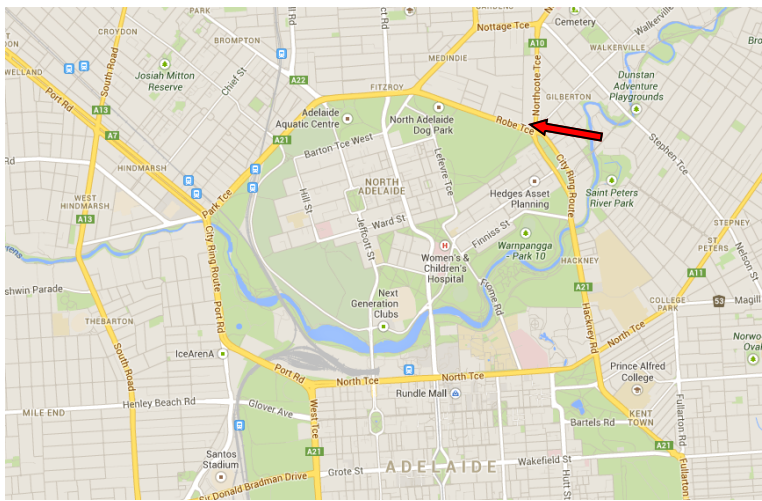 PARK
Nottage Tce
Cemetery
Walkerville
CROYDON
BROMPTON
MEDINDIE
A10
WALKERVILLE
WELLAND
Josiah Mitton
Reserve
Chief St
South Road
A22
FITZROY
Northcote Tce
Dunstan
Adventure
Playgrounds
GILBERTON
Port Rd
A13
A7
Adelaide
Aquatic Centre
North Adelaide
Dog Park
Robe Tce
Stephen Tce
A21
Barton Tce West
HINDMARSH
Lefevre Tce
City Ring Route
NORTH
ADELAIDE
Hedges Asset
Planning
Saint Peters
River Park
WEST
HINDMARSH
Park Tce
Hill St
Ward St
Finniss St
STEPNEY
A13
Jeffcott St
Women's &
Children's
Hospital
Warnpangga
- Park 10
ST
PETERS
Nelson St
City Ring Route
HACKNEY
A11
shwin Parade
Next
Generation
Clubs
Frome Rd
A21
COLLEGE
PARK
53
Magill
THEBARTON
Port Rd
Hackney Rd
North Tce
IceArenA
Norwo
Oval
South Road
Port Rd
North Tce
North Tce
Prince Alfred
College
Rundle Mall
MILE END
Henley Beach Rd
Glover Ave
West Tce
KENT
TOWN
Fullarton Rd
Bartels Rd
Santos
Stadium
A21
A21
Grote St
ADELAIDE
Wakefield St
Hutt St
Sir Donald Bradman Drive
Fullarton